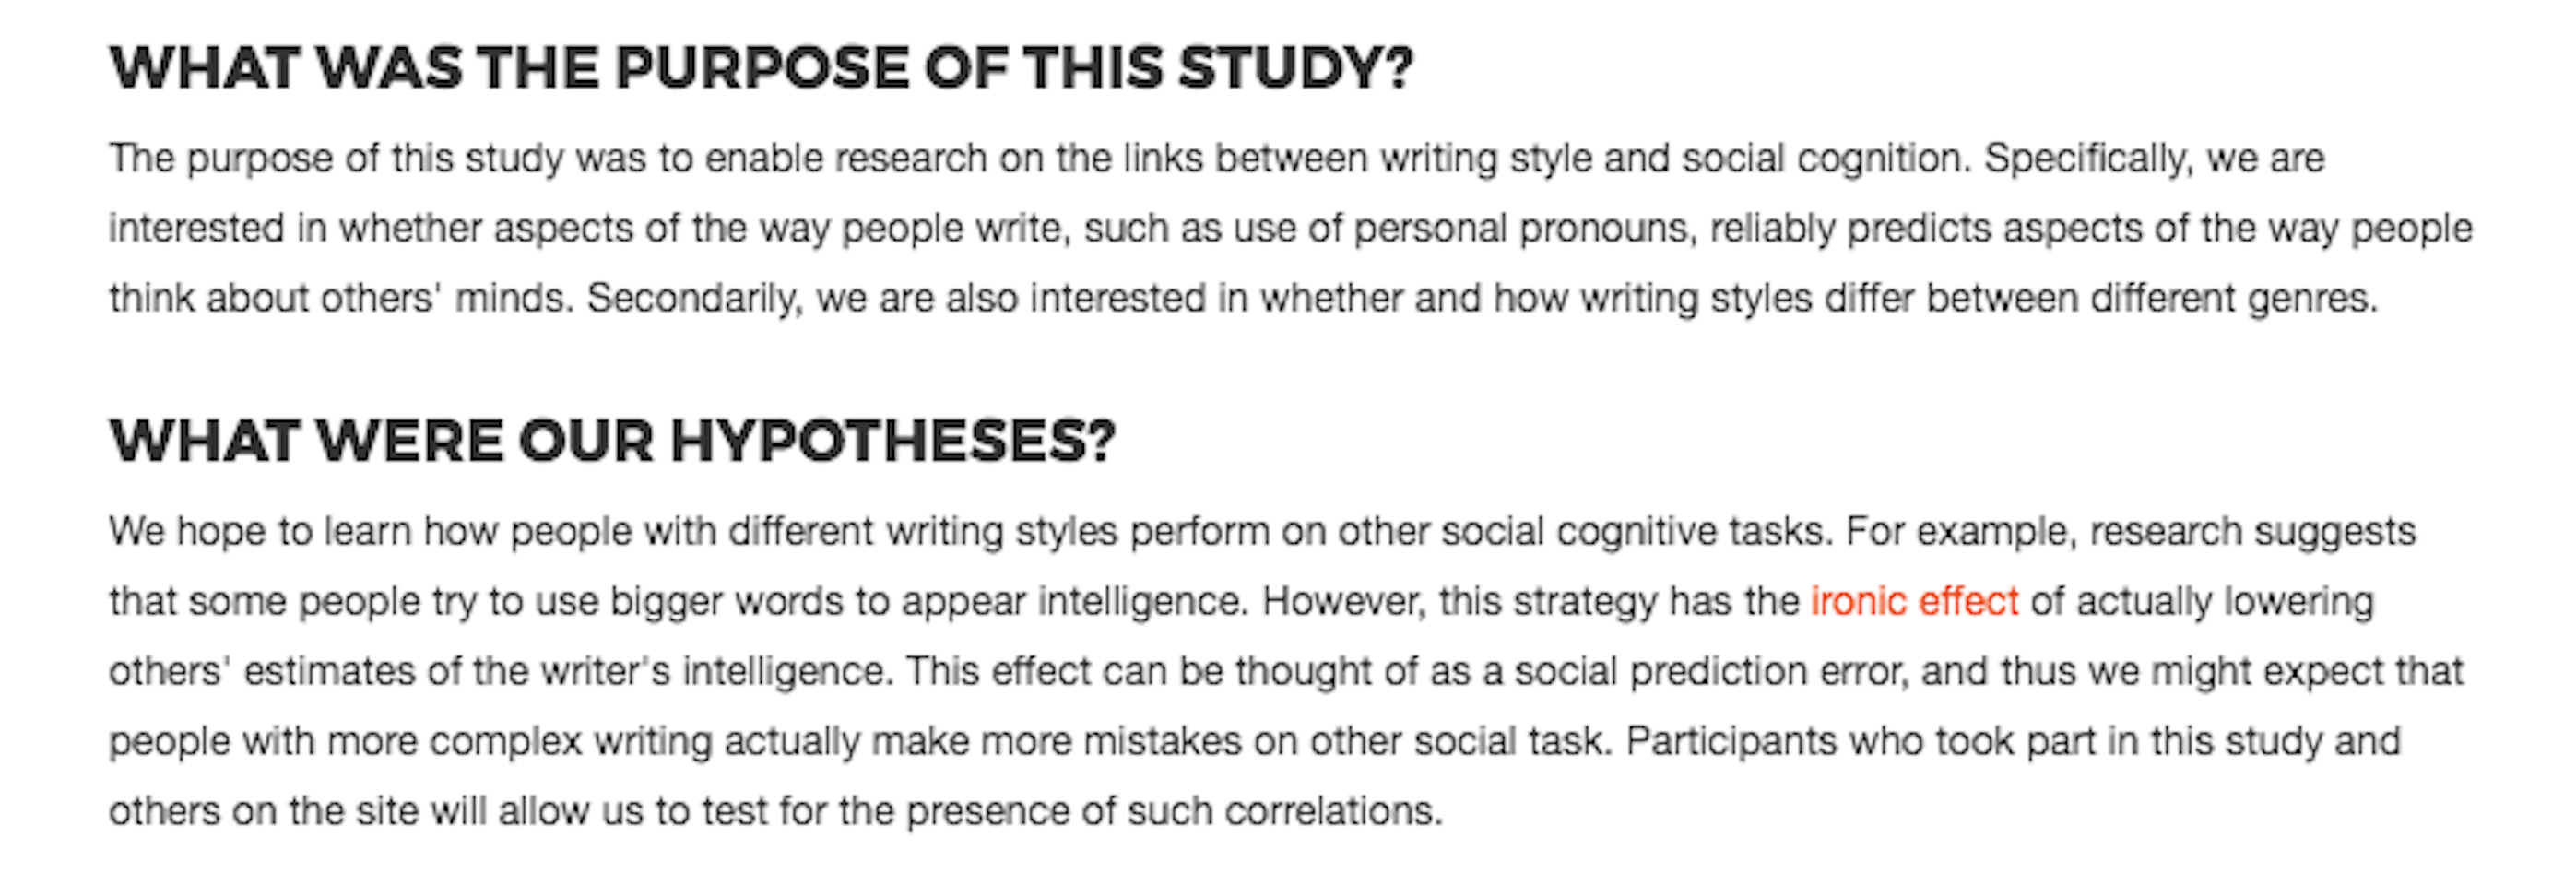 WHAT WAS THE PURPOSE OF THIS STUDY?
The purpose of this study was to enable research on the links between writing style and social cognition. Specifically, we are
interested in whether aspects of the way people write, such as use of personal pronouns, reliably predicts aspects of the way people
think about others' minds. Secondarily, we are also interested in whether and how writing styles differ between different genres.
WHAT WERE OUR HYPOTHESES?
We hope to learn how people with different writing styles perform on other social cognitive tasks. For example, research suggests
that some people try to use bigger words to appear intelligence. However, this strategy has the ironic effect of actually lowering
others' estimates of the writer's intelligence. This effect can be thought of as a social prediction error, and thus we might expect that
people with more complex writing actually make more mistakes on other social task. Participants who took part in this study and
others on the site will allow us to test for the presence of such correlations.